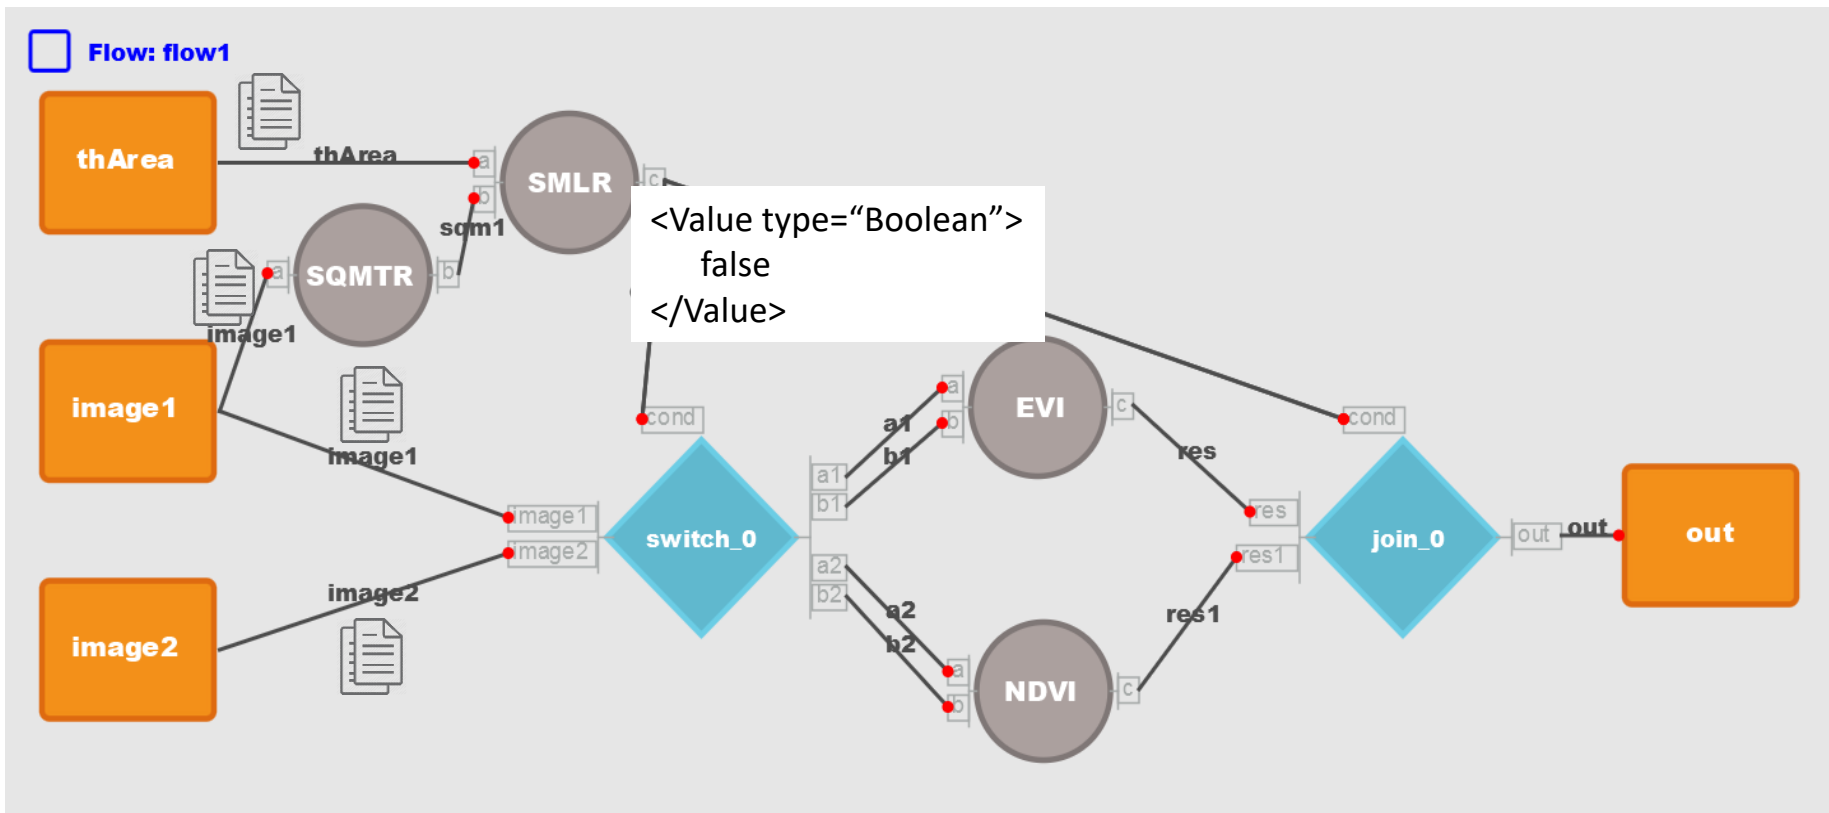 Flow: flow1
thArea
thArea
a
b
SMLR
c
sqm1
<Value type=“Boolean”>
false
</Value>
a
SQMTR
b
image1
image1
image1
image2
image2
cond
image1
image2
switch_0
a1
b1
a2
b2
a1
b1
a
b
EVI
c
res
a2
b2
a
b
NDVI
c
res1
cond
res
res1
join_0
out
out
out